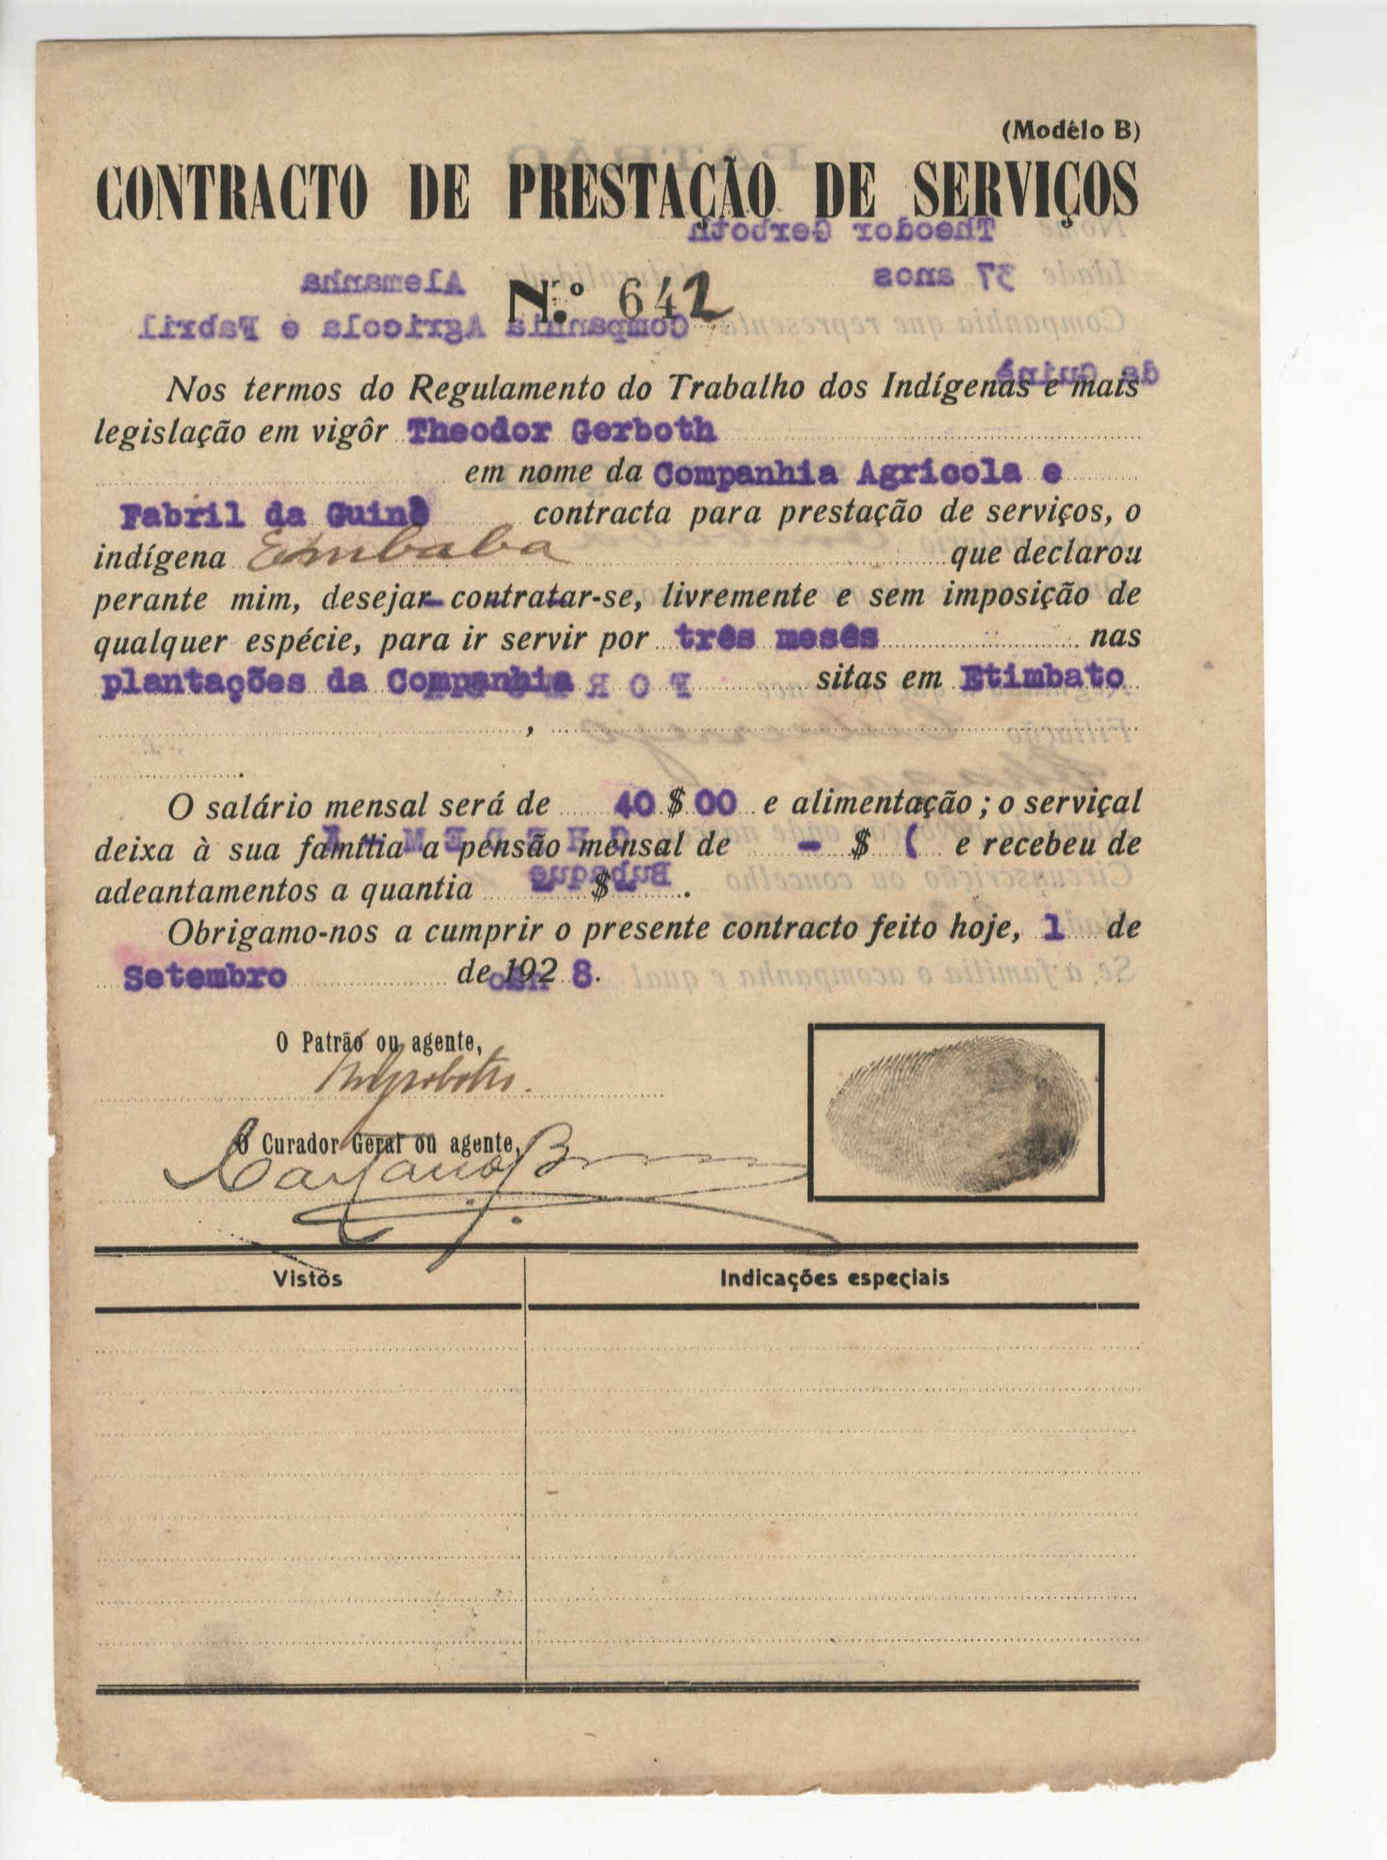 (Modêlo B)
CONTRACTO DE PRESTAÇÃO DE SERVIÇOS
N.º 642
Nos termos do Regulamento do Trabalho dos Indígenas e mais
legislação em vigôr Theodor Gerboth
em nome da Companhia Agricola e
Fabril da Guiné contracta para prestação de serviços, o
indígena Embaba que declarou
perante mim, desejar contratar-se, livremente e sem imposição de
qualquer espécie, para ir servir por três mesês nas
plantações da Companhia sitas em Etimbato
,
.
O salário mensal será de 40 $ 00 e alimentação; o serviçal
deixa à sua família a pensão mensal de - $ ( e recebeu de
adeantamentos a quantia - $ - .
Obrigamo-nos a cumprir o presente contracto feito hoje, 1 de
Setembro de 192 8.
O Patrão ou agente,
O Curador Geral ou agente,
Vistos Indicações especiais